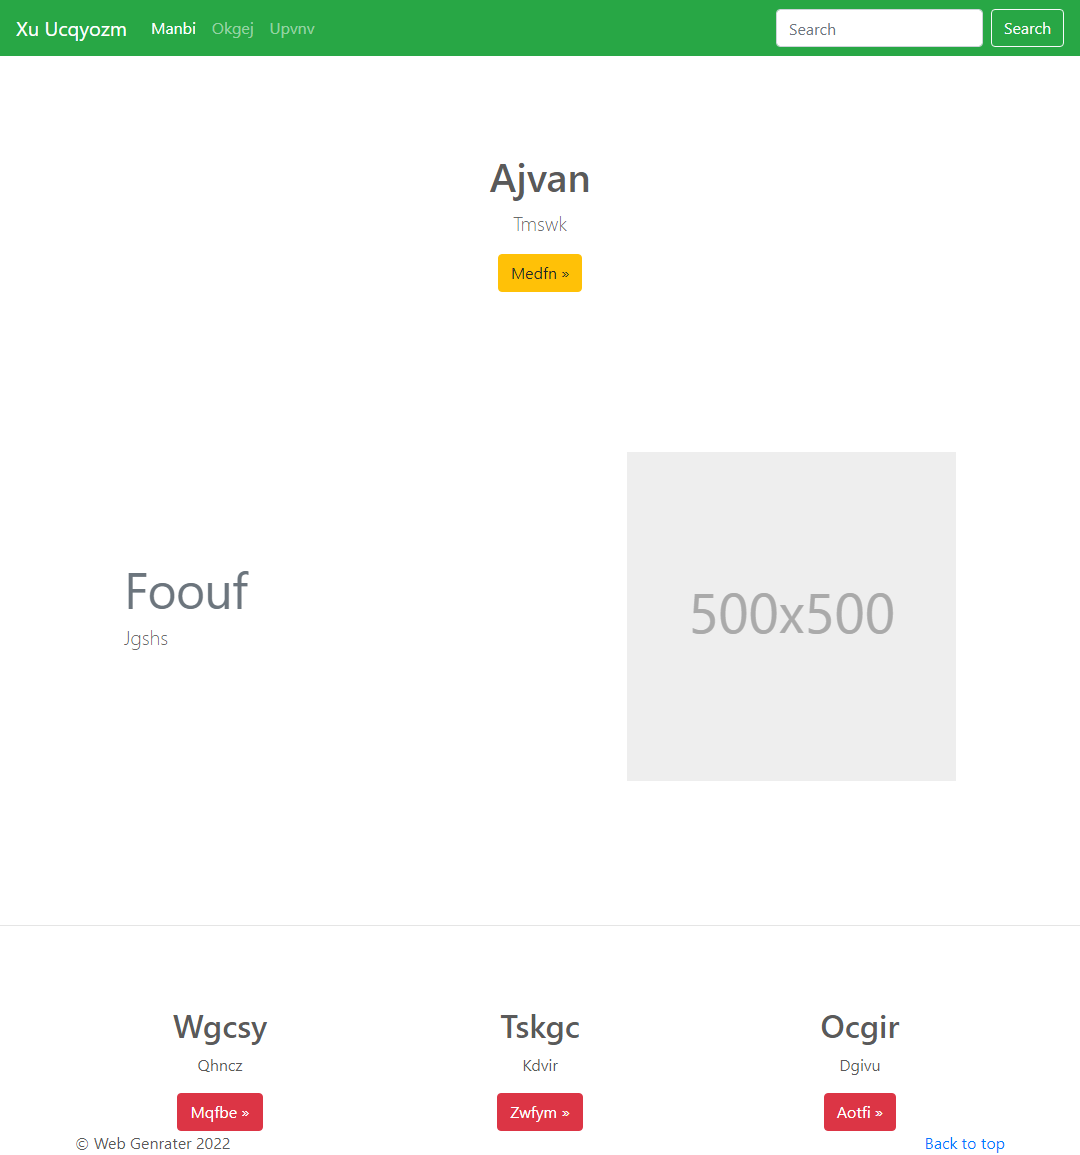 Xu Ucqyozm Manbi Okgej Upvnv Search Search
Ajvan
Tmswk
Medfn »
Foouf
Jgshs
500x500
Wgcsy
Qhncz
Mqfbe »
Tskgc
Kdvir
Zwfym »
Ocgir
Dgivu
Aotfi »
© Web Genrater 2022
Back to top